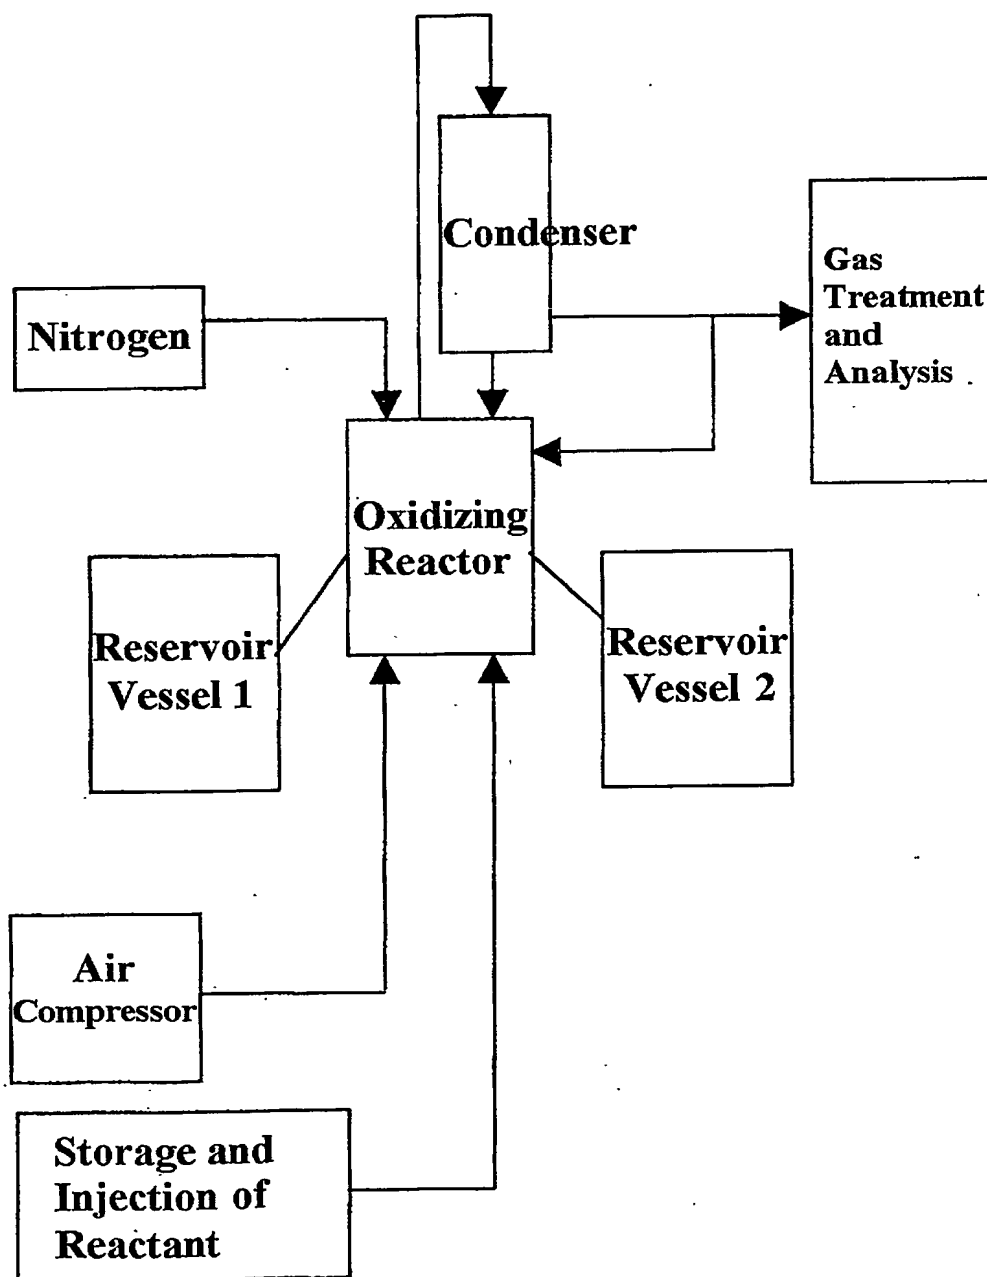 Condenser
Gas
Treatment
and
Analysis
Nitrogen
Oxidizing
Reactor
Reservoir
Vessel 1
Reservoir
Vessel 2
Air
Compressor
Storage and
Injection of
Reactant